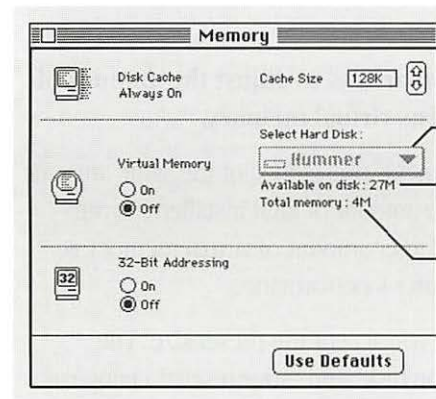 Memory
Disk Cache
Always On
Cache Size 128K
Select Hard Disk:
Hummer
Available on disk: 27M
Total memory: 4M
Virtual Memory
On
Off
32-Bit Addressing
32
On
Off
Use Defaults